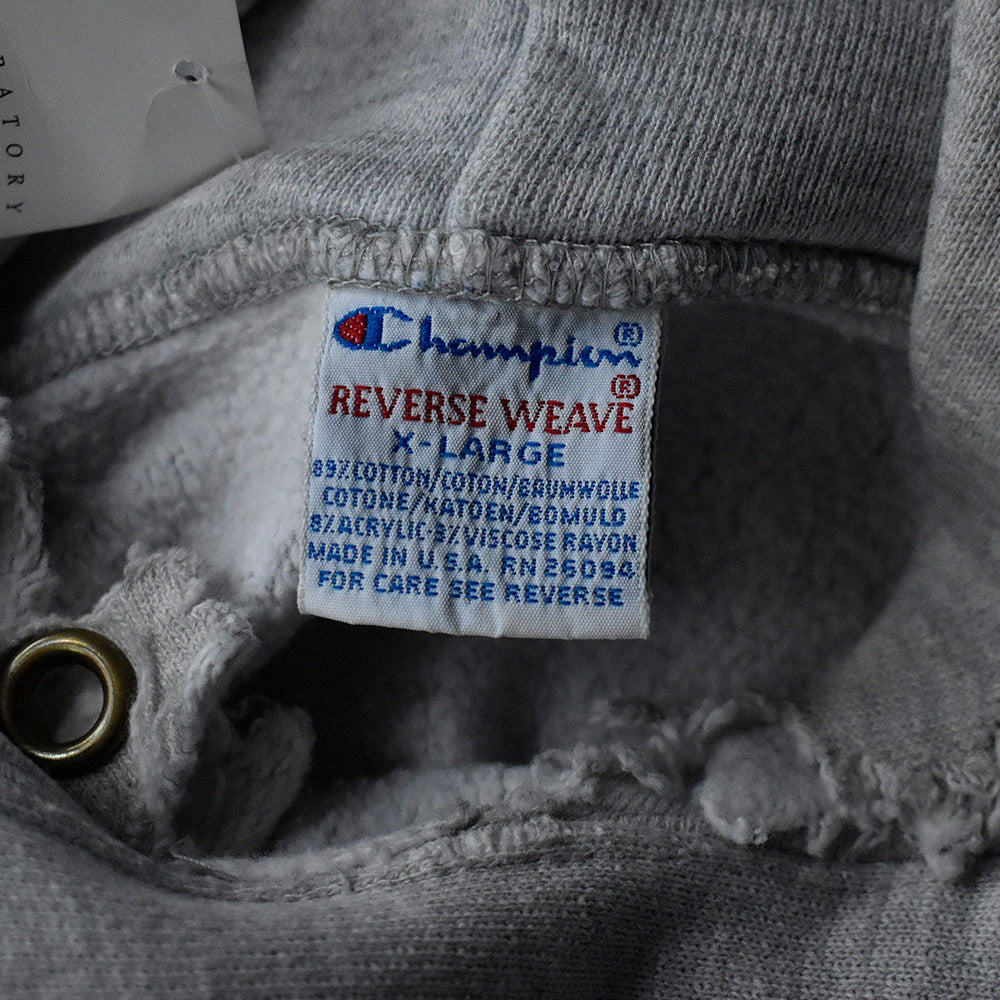 RATORY
Champion®
REVERSE WEAVE®
X-LARGE
89%COTTON/COTON/BAUMWOLLE
COTONE/KATOEN/BOMULD
8%ACRYLIC-3%VISCOSE RAYON
MADE IN U.S.A. RN 26094
FOR CARE SEE REVERSE